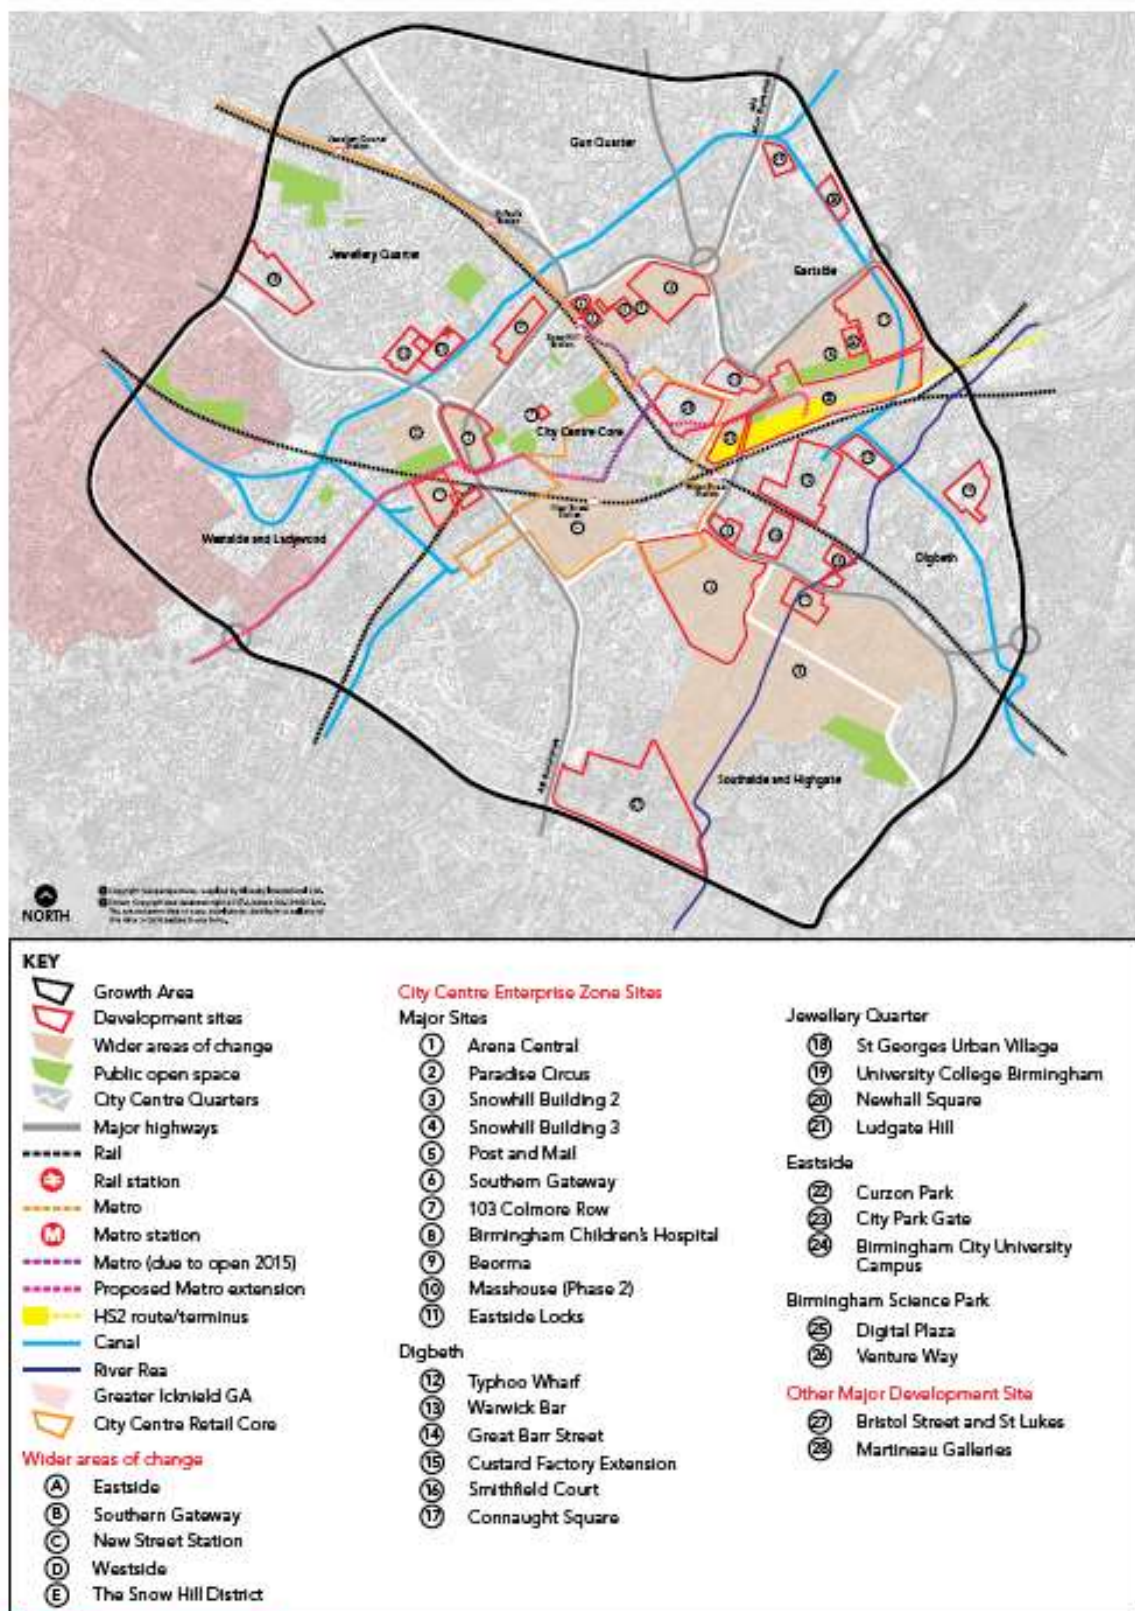 Gun Quarter
Jewellery Quarter
Eastside
City Centre Core
Westside and Ladywood
Digbeth
Southside and Highgate
NORTH
KEY
Growth Area
Development sites
Wider areas of change
Public open space
City Centre Quarters
Major highways
Rail
Rail station
Metro
M Metro station
Metro (due to open 2015)
Proposed Metro extension
HS2 route/terminus
Canal
River Rea
Greater Icknield GA
City Centre Retail Core
Wider areas of change
A Eastside
B Southern Gateway
C New Street Station
D Westside
E The Snow Hill District
City Centre Enterprise Zone Sites
Major Sites
1 Arena Central
2 Paradise Circus
3 Snowhill Building 2
4 Snowhill Building 3
5 Post and Mail
6 Southern Gateway
7 103 Colmore Row
8 Birmingham Children's Hospital
9 Beorma
10 Masshouse (Phase 2)
11 Eastside Locks
Digbeth
12 Typhoo Wharf
13 Warwick Bar
14 Great Barr Street
15 Custard Factory Extension
16 Smithfield Court
17 Connaught Square
Jewellery Quarter
18 St Georges Urban Village
19 University College Birmingham
20 Newhall Square
21 Ludgate Hill
Eastside
22 Curzon Park
23 City Park Gate
24 Birmingham City University
Campus
Birmingham Science Park
25 Digital Plaza
26 Venture Way
Other Major Development Site
27 Bristol Street and St Lukes
28 Martineau Galleries